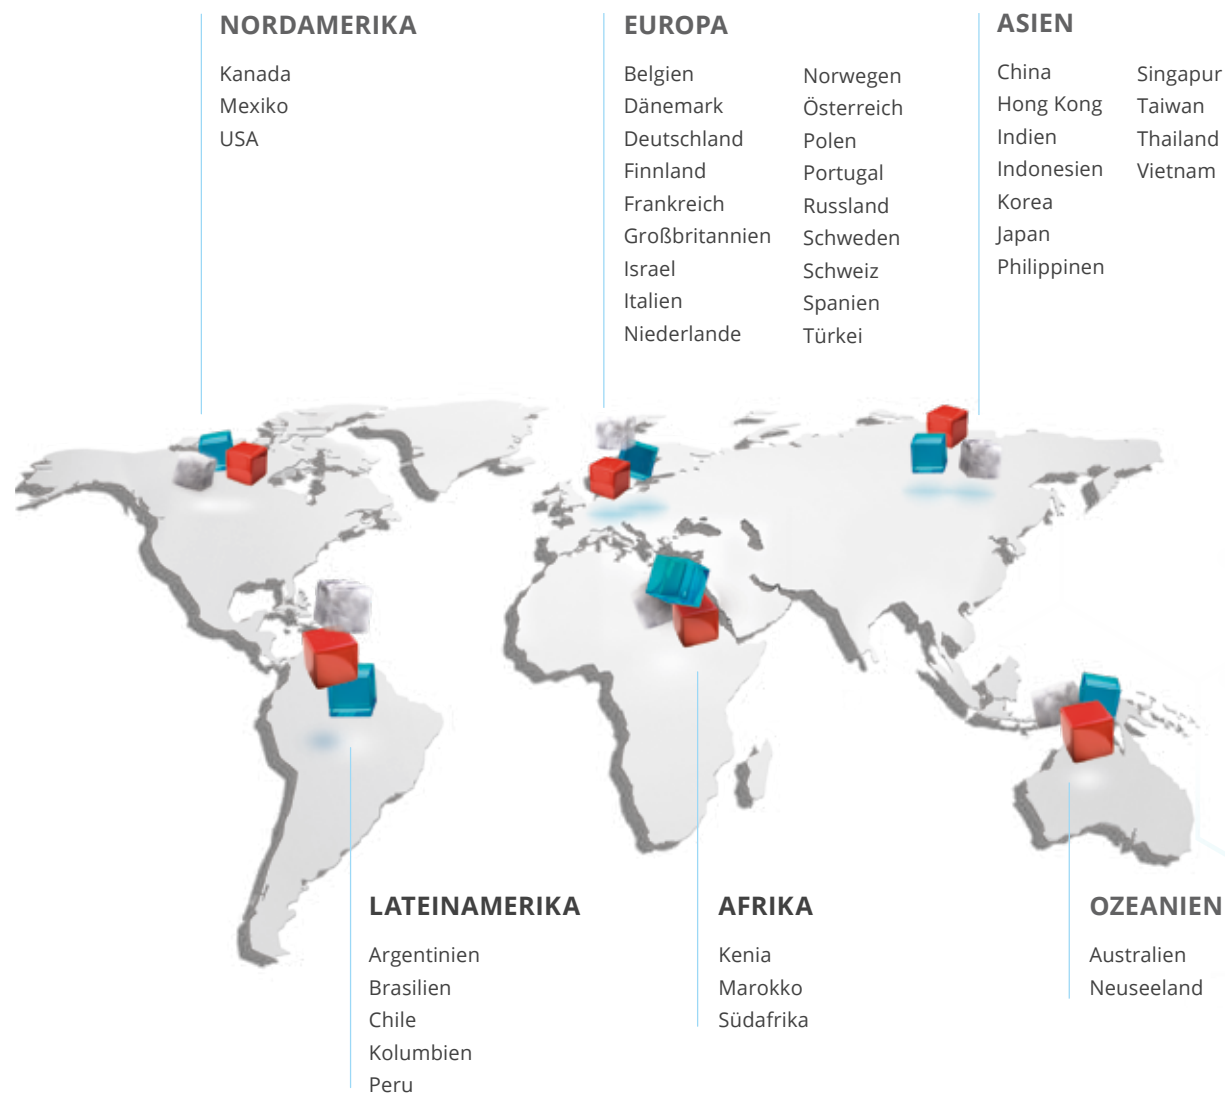 NORDAMERIKA
Kanada
Mexiko
USA
EUROPA
Belgien
Dänemark
Deutschland
Finnland
Frankreich
Großbritannien
Israel
Italien
Niederlande
Norwegen
Österreich
Polen
Portugal
Russland
Schweden
Schweiz
Spanien
Türkei
ASIEN
China
Hong Kong
Indien
Indonesien
Korea
Japan
Philippinen
Singapur
Taiwan
Thailand
Vietnam
LATEINAMERIKA
Argentinien
Brasilien
Chile
Kolumbien
Peru
AFRIKA
Kenia
Marokko
Südafrika
OZEANIEN
Australien
Neuseeland